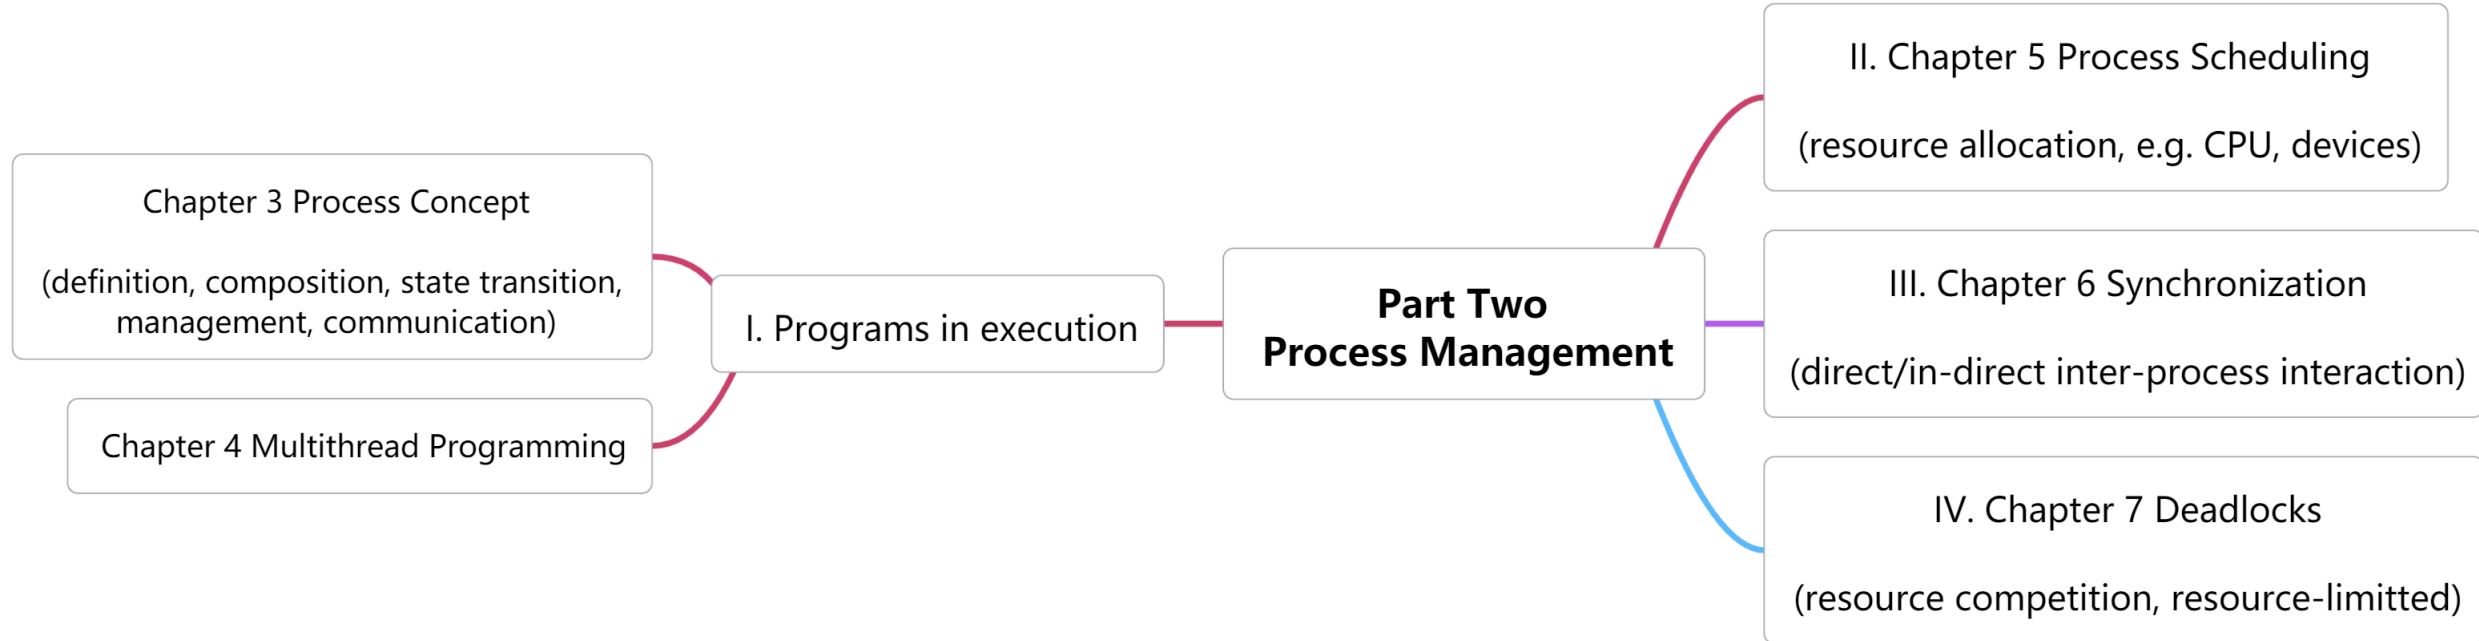 Part Two
Process Management
I. Programs in execution
Chapter 3 Process Concept
(definition, composition, state transition,
management, communication)
Chapter 4 Multithread Programming
II. Chapter 5 Process Scheduling
(resource allocation, e.g. CPU, devices)
III. Chapter 6 Synchronization
(direct/in-direct inter-process interaction)
IV. Chapter 7 Deadlocks
(resource competition, resource-limitted)